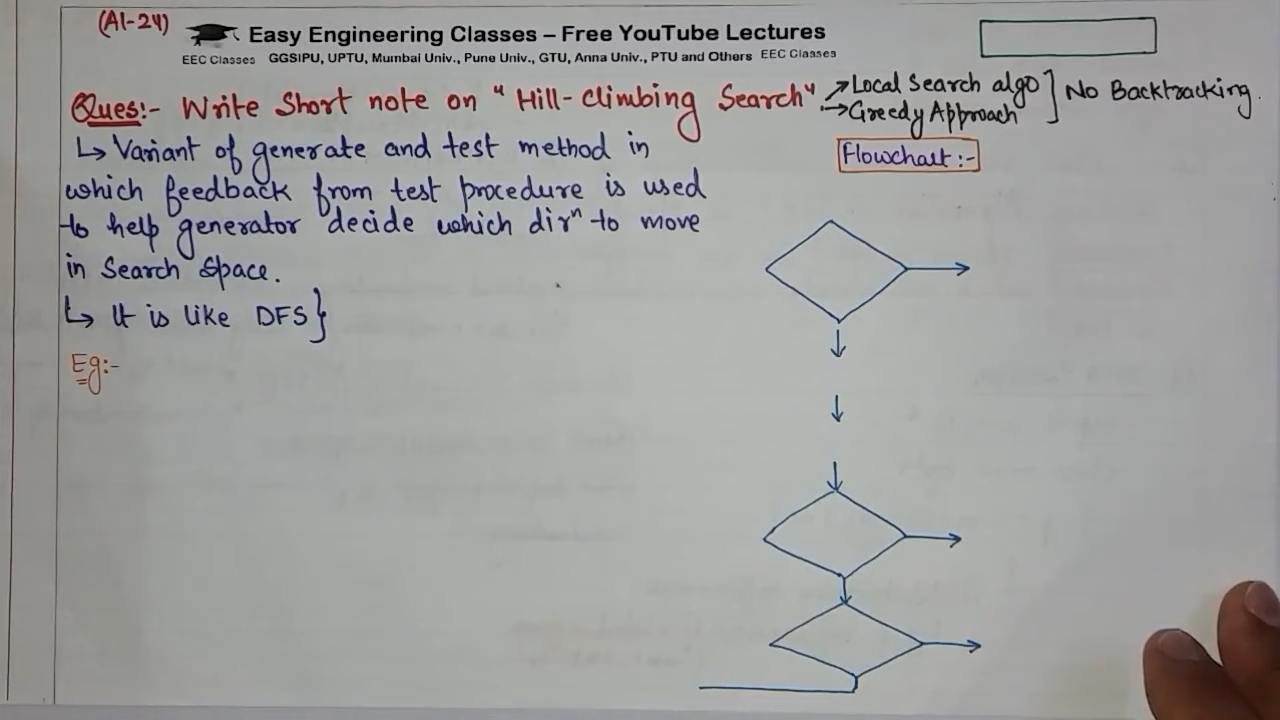 (AI-24)
Easy Engineering Classes – Free YouTube Lectures
EEC Classes GGSIPU, UPTU, Mumbai Univ., Pune Univ., GTU, Anna Univ., PTU and Others EEC Classes
Ques:- Write Short note on "Hill-Climbing Search"
→ Local Search algo
→ Greedy Approach
] No Backtracking.
↳ Variant of generate and test method in
which feedback from test procedure is used
to help generator decide which dirⁿ to move
in Search Space.
↳ It is like DFS}
Eg:-
Flowchart :-